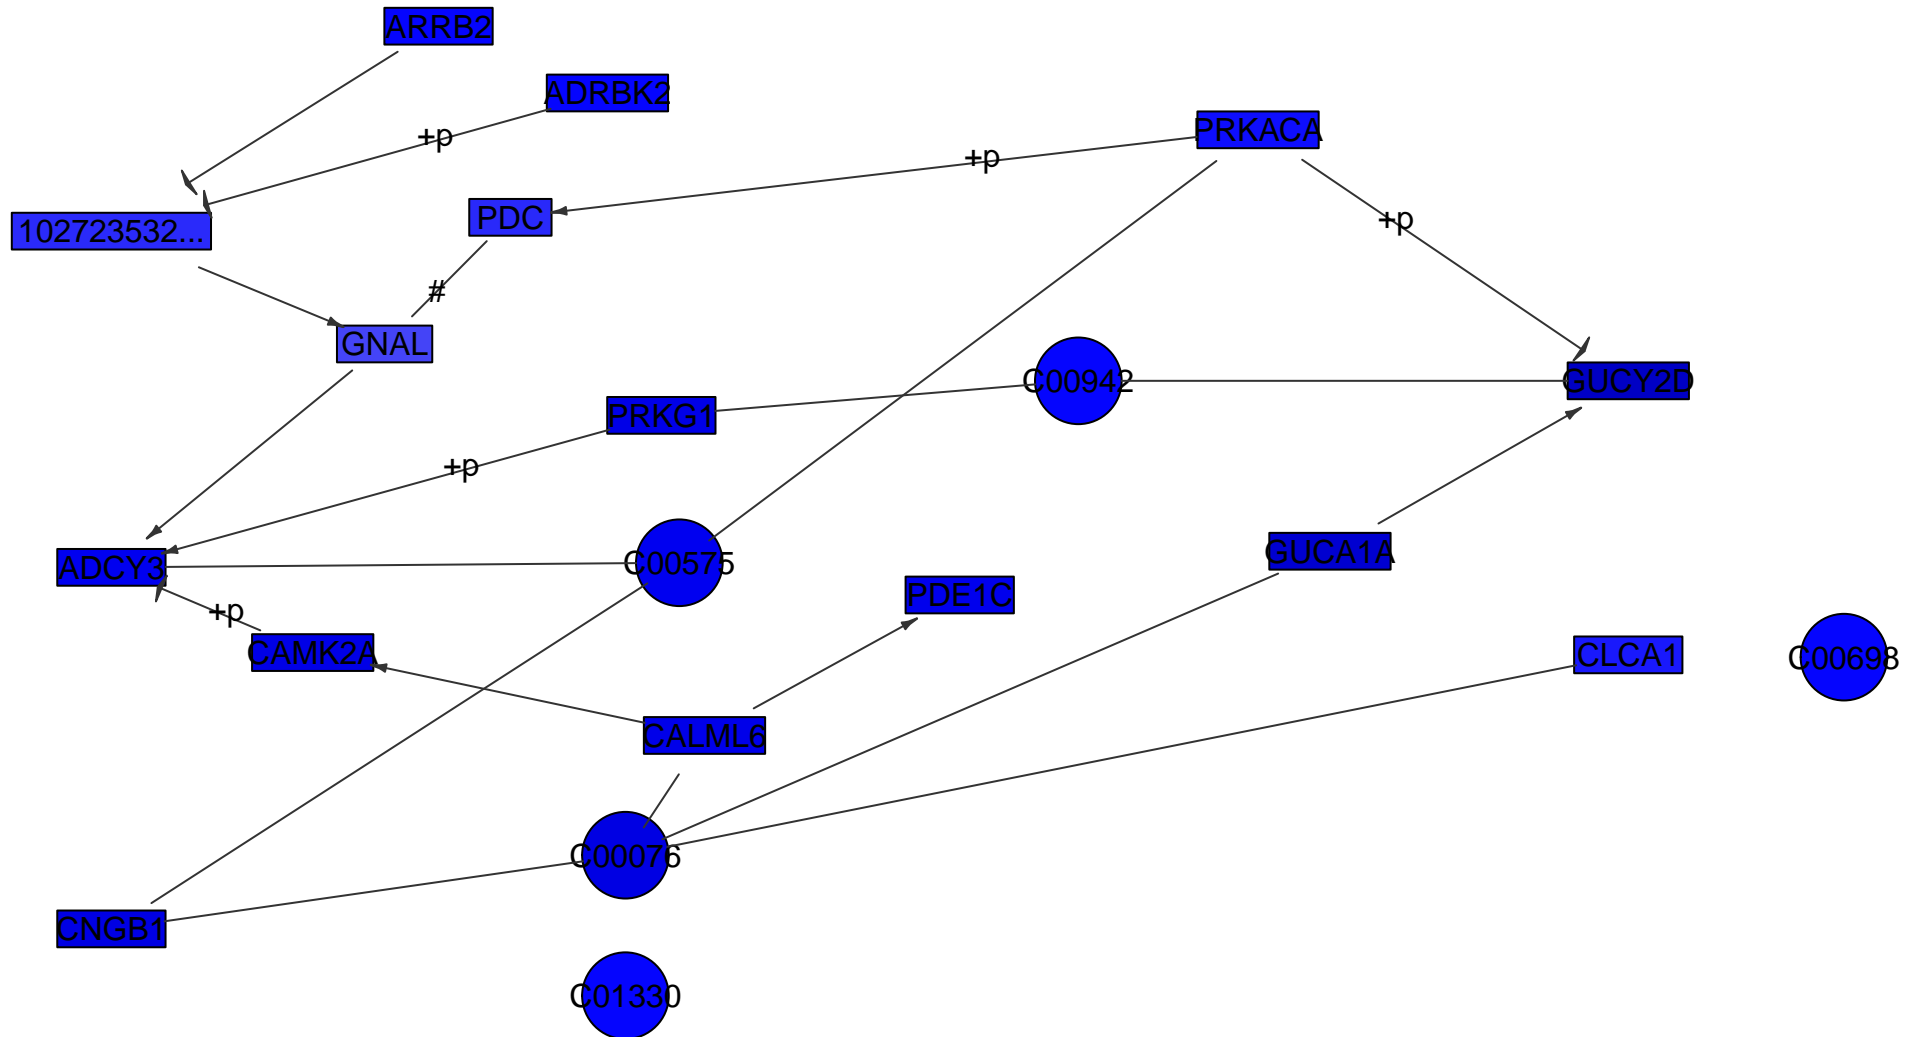 ARRB2
ADRBK2
+p
PRKACA
+p
102723532...
PDC
+p
#
GNAL
C00942
GUCY2D
PRKG1
+p
ADCY3
C00575
GUCA1A
PDE1C
+p
CAMK2A
CLCA1
C00698
CALML6
C00076
CNGB1
C01330